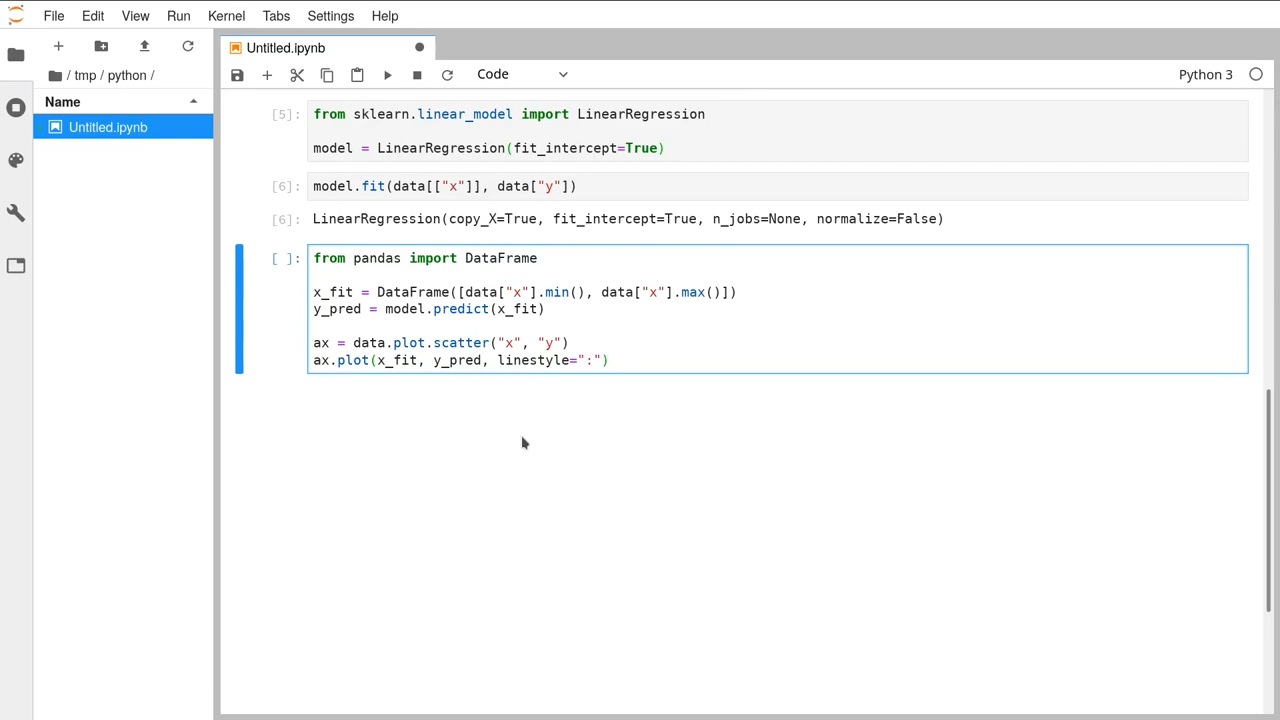 File Edit View Run Kernel Tabs Settings Help
/ tmp / python /
Name
Untitled.ipynb
Untitled.ipynb
Code
Python 3
[5]:
from sklearn.linear_model import LinearRegression
model = LinearRegression(fit_intercept=True)
[6]:
model.fit(data[["x"]], data["y"])
[6]:
LinearRegression(copy_X=True, fit_intercept=True, n_jobs=None, normalize=False)
[ ]:
from pandas import DataFrame
x_fit = DataFrame([data["x"].min(), data["x"].max()])
y_pred = model.predict(x_fit)
ax = data.plot.scatter("x", "y")
ax.plot(x_fit, y_pred, linestyle=":")